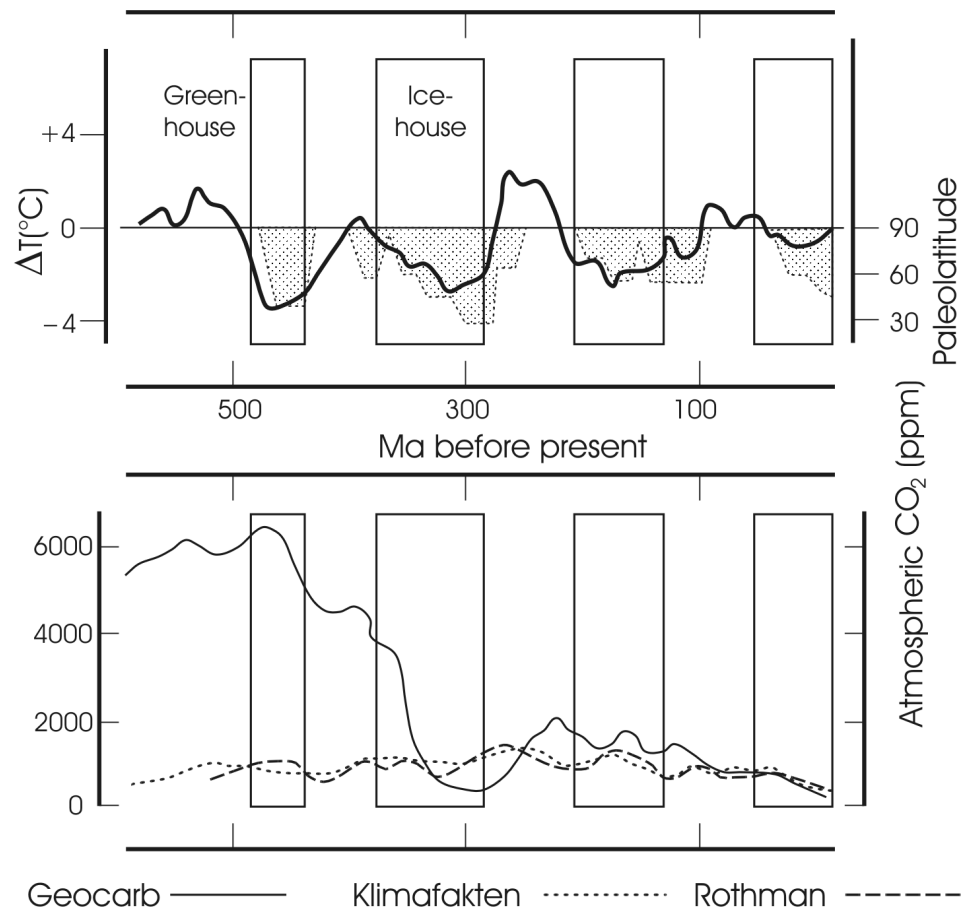 Green-
house
Ice-
house
+4
0
−4
ΔT(°C)
90
60
30
Paleolatitude
500
300
100
Ma before present
6000
4000
2000
0
Atmospheric CO₂ (ppm)
Geocarb
Klimafakten
Rothman